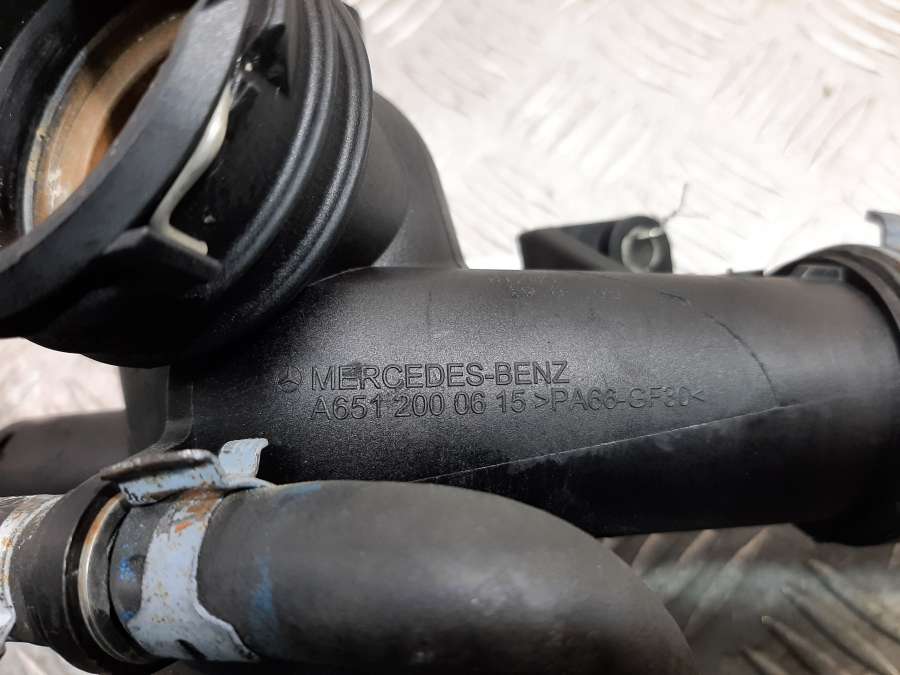 MERCEDES-BENZ
A651 200 06 15 >PA66-GF30<